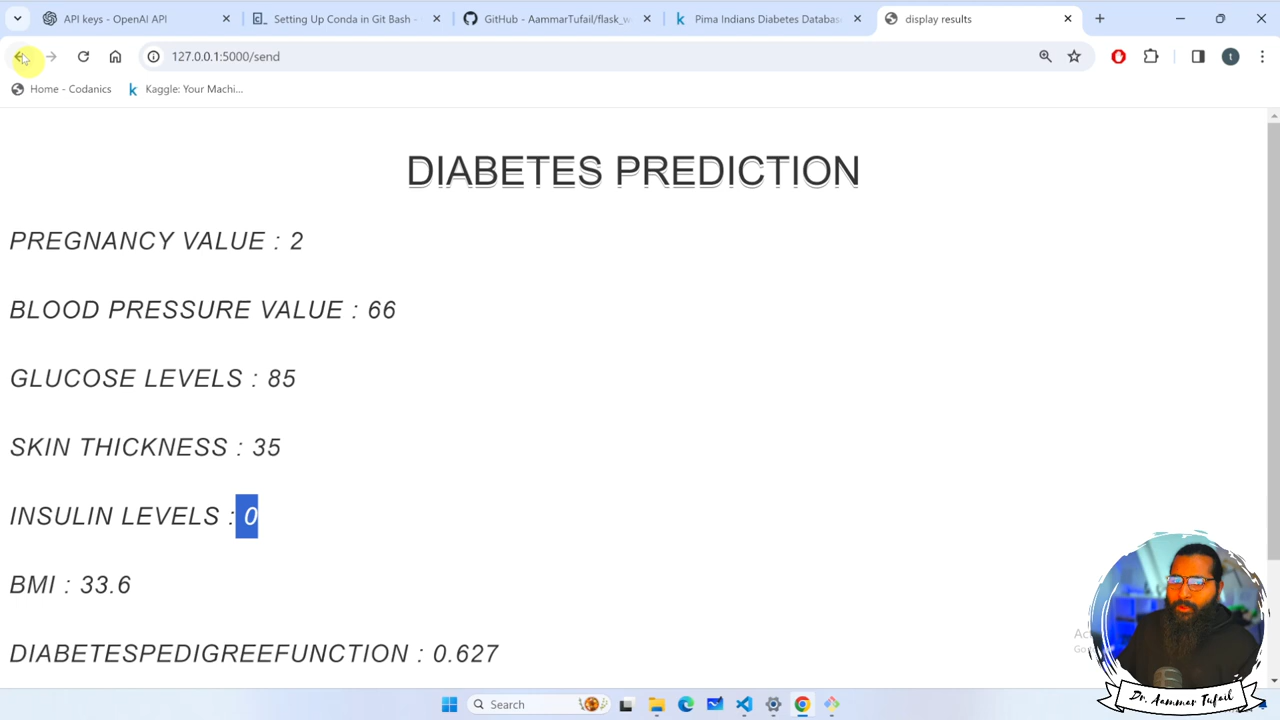 API keys - OpenAI API
Setting Up Conda in Git Bash -
GitHub - AammarTufail/flask_w
Pima Indians Diabetes Database
display results
127.0.0.1:5000/send
t
Home - Codanics
Kaggle: Your Machi...
DIABETES PREDICTION
PREGNANCY VALUE : 2
BLOOD PRESSURE VALUE : 66
GLUCOSE LEVELS : 85
SKIN THICKNESS : 35
INSULIN LEVELS : 0
BMI : 33.6
DIABETESPEDIGREEFUNCTION : 0.627
Dr. Aammar Tufail
Search